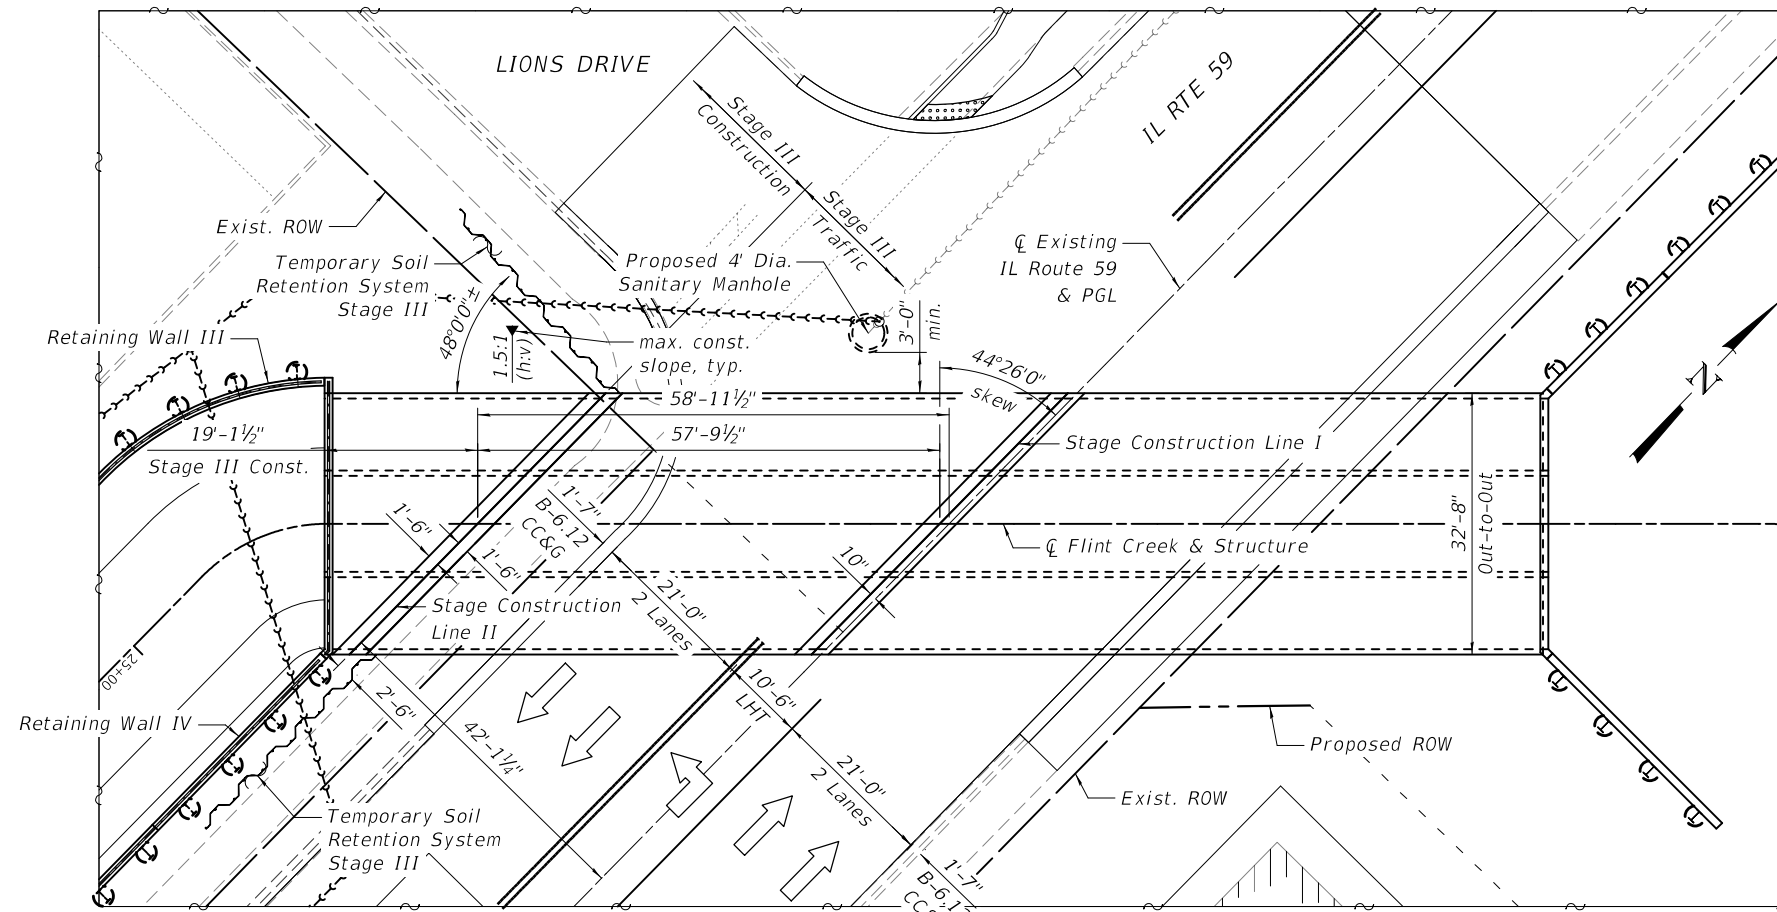 LIONS DRIVE
IL RTE 59
Stage III
Construction
Stage III
Traffic
Exist. ROW
Temporary Soil
Retention System
Stage III
Proposed 4' Dia.
Sanitary Manhole
℄ Existing
IL Route 59
& PGL
Retaining Wall III
48°0'0"±
1.5:1
(h:v)
max. const.
slope, typ.
3'-0"
min.
44°26'0"
skew
N
58'-11½"
57'-9½"
19'-1½"
Stage III Const.
Stage Construction Line I
1'-6"
1'-6"
1'-7"
B-6.12
CC&G
10"
℄ Flint Creek & Structure
32'-8"
Out-to-Out
Stage Construction
Line II
21'-0"
2 Lanes
25+00
Retaining Wall IV
2'-6"
42'-1¼"
10'-6"
LHT
21'-0"
2 Lanes
Proposed ROW
Exist. ROW
Temporary Soil
Retention System
Stage III
1'-7"
B-6.12